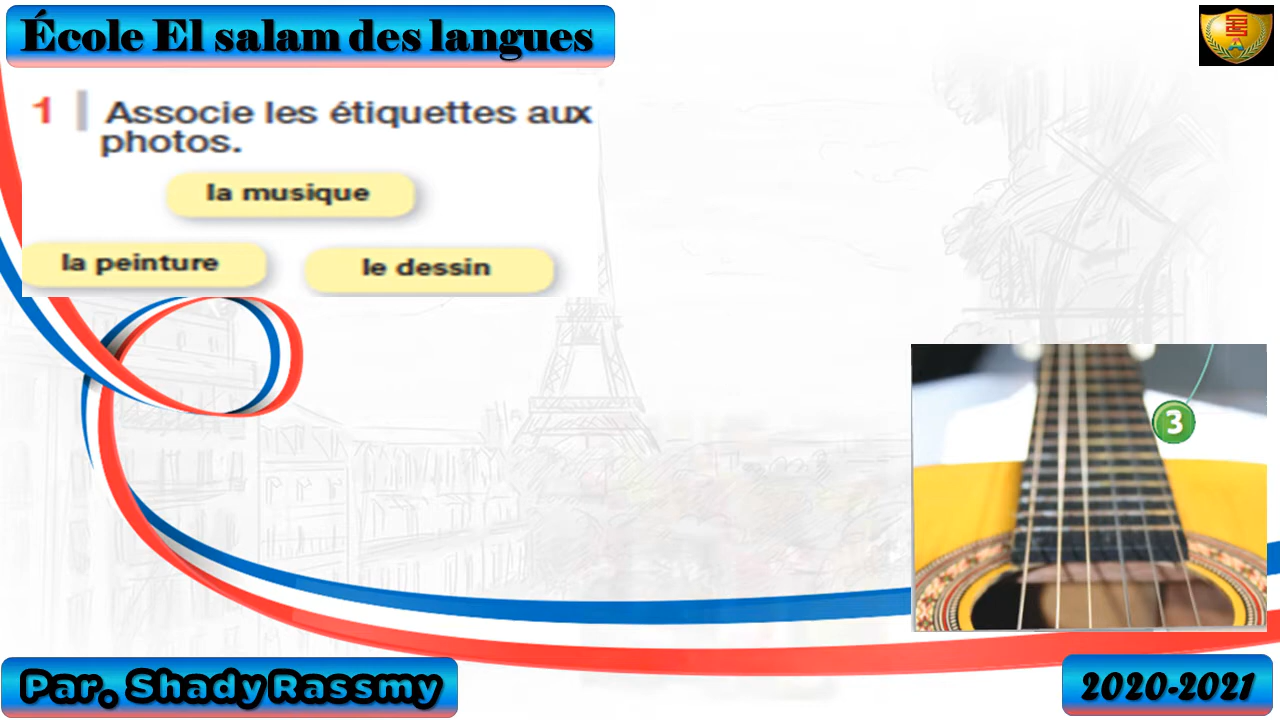 École El salam des langues
1 Associe les étiquettes aux
photos.
la musique
la peinture
le dessin
3
Par. Shady Rassmy
2020-2021